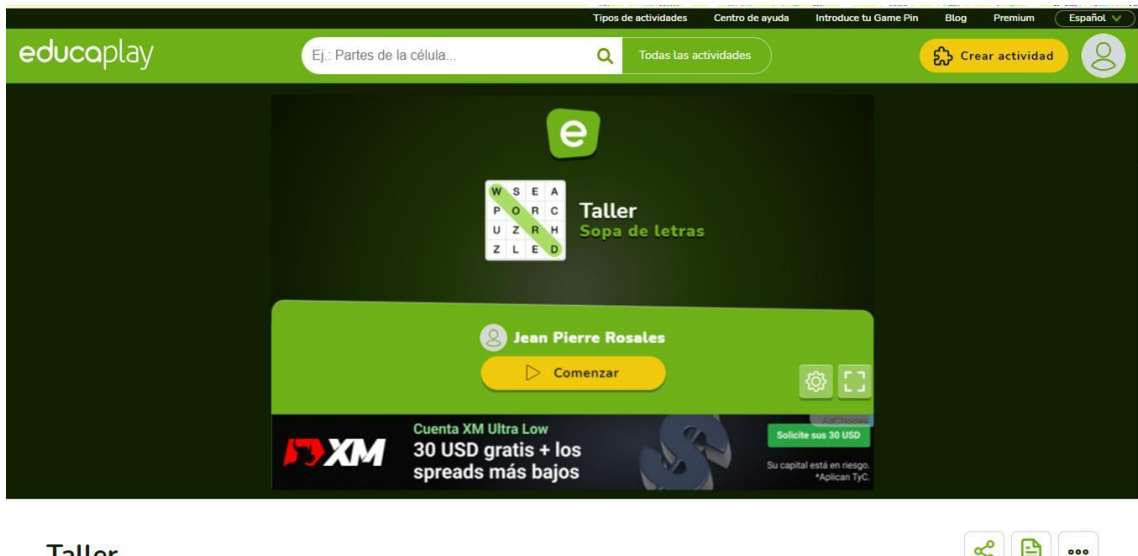 Tipos de actividades Centro de ayuda Introduce tu Game Pin Blog Premium Español
educaplay Ej.: Partes de la célula... Todas las actividades Crear actividad
e
W S E A
P O R C
U Z R H
Z L E D
Taller
Sopa de letras
Jean Pierre Rosales
Comenzar
XM
Cuenta XM Ultra Low
30 USD gratis + los
spreads más bajos
AdChoices
Solicite sus 30 USD
Su capital está en riesgo.
*Aplican TyC.
Taller